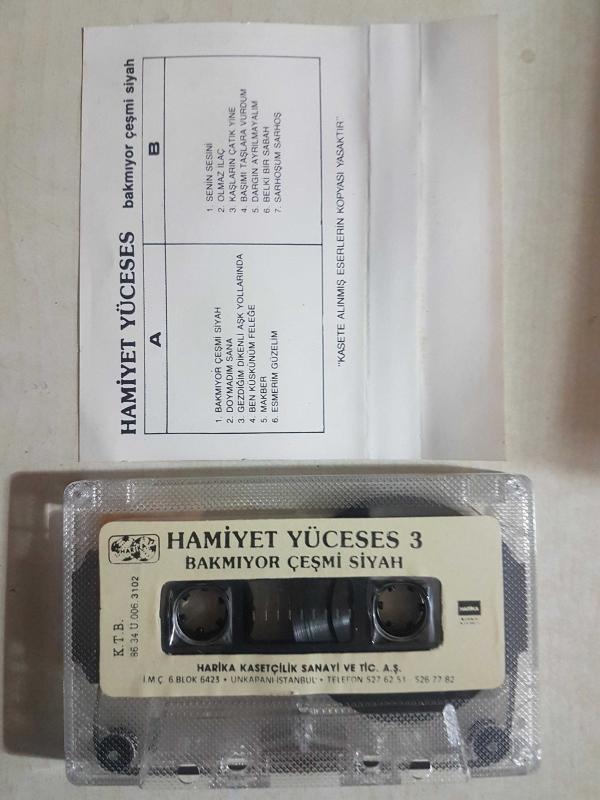 HAMİYET YÜCESES bakmıyor çeşmi siyah
A
1. BAKMIYOR ÇEŞMİ SİYAH
2. DOYMADIM SANA
3. GEZDİĞİM DİKENLİ AŞK YOLLARINDA
4. BEN KÜSKÜNÜM FELEĞE
5. MAKBER
6. ESMERİM GÜZELİM
B
1. SENİN SESİNİ
2. OLMAZ İLAÇ
3. KAŞLARIN ÇATIK YİNE
4. BAŞIMI TAŞLARA VURDUM
5. DARGIN AYRILMAYALIM
6. BELKİ BİR SABAH
7. SARHOŞUM SARHOŞ
"KASETE ALINMIŞ ESERLERİN KOPYASI YASAKTIR"
HAMİYET YÜCESES 3
BAKMIYOR ÇEŞMİ SİYAH
K.T.B.
86.34.Ü.006.3102
HARİKA
HARİKA KASETÇİLİK SANAYİ VE TİC. A.Ş.
İ.M.Ç 6.BLOK 6423 • UNKAPANI İSTANBUL • TELEFON 527 62 51 - 526 77 82